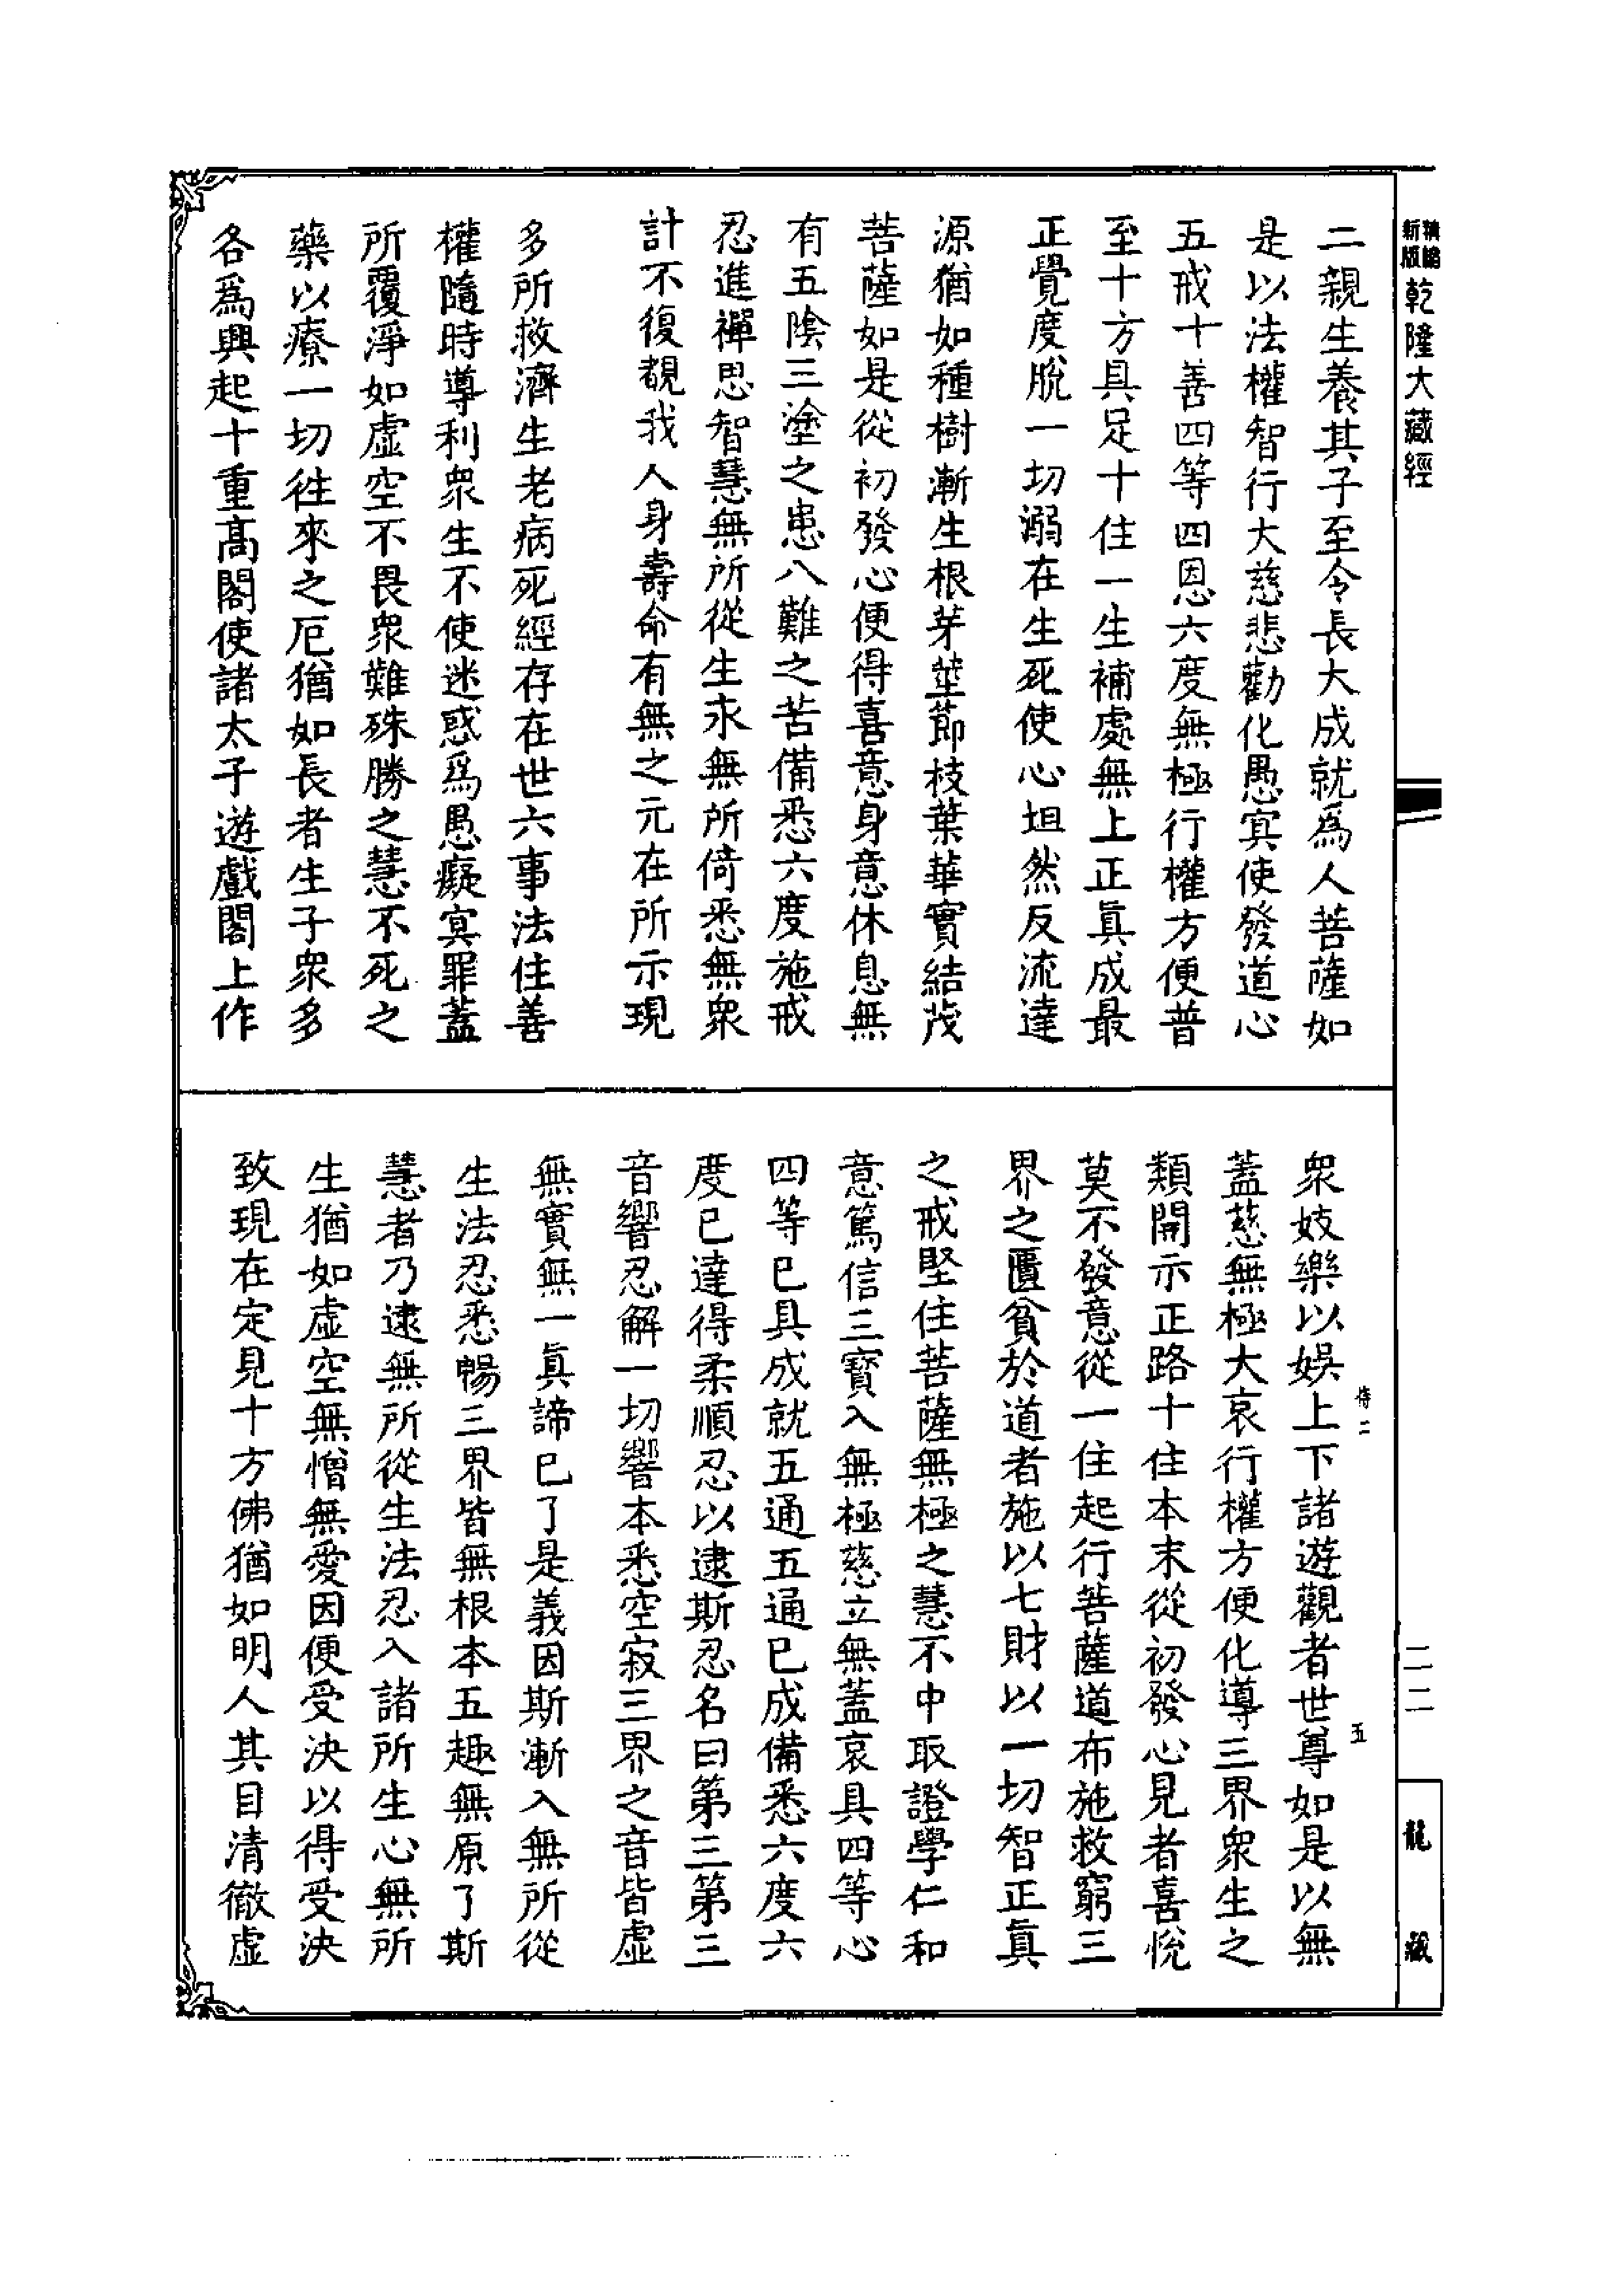 新版乾隆大藏經
二親生養其子至令長大成就爲人菩薩如
是以法權智行大慈悲勸化愚冥使發道心
五戒十善四等四恩六度無極行權方便普
至十方具足十住一生補處無上正眞成最
正覺度脫一切溺在生死使心坦然反流達
源猶如種樹漸生根芽莖節枝葉華實結茂
菩薩如是從初發心便得喜意身意休息無
有五陰三塗之患八難之苦備悉六度施戒
忍進禪思智慧無所從生永無所倚悉無衆
計不復覩我人身壽命有無之元在所示現
多所救濟生老病死經存在世六事法住善
權隨時導利衆生不使迷惑爲愚癡冥罪蓋
所覆淨如虛空不畏衆難殊勝之慧不死之
藥以療一切往來之厄猶如長者生子衆多
各爲興起十重高閣使諸太子遊戲閣上作
衆妓樂以娛上下諸遊觀者世尊如是以無
蓋慈無極大哀行權方便化導三界衆生之
類開示正路十住本末從初發心見者喜悅
莫不發意從一住起行菩薩道布施救窮三
界之匱貧於道者施以七財以一切智正眞
之戒堅住菩薩無極之慧不中取證學仁和
意篤信三寶入無極慈立無蓋哀具四等心
四等已具成就五通五通已成備悉六度六
度已達得柔順忍以逮斯忍名曰第三第三
音響忍解一切響本悉空寂三界之音皆虛
無實無一眞諦已了是義因斯漸入無所從
生法忍悉暢三界皆無根本五趣無原了斯
慧者乃逮無所從生法忍入諸所生心無所
生猶如虛空無憎無愛因便受決以得受決
致現在定見十方佛猶如明人其目清徹虛
二二
五
龍藏